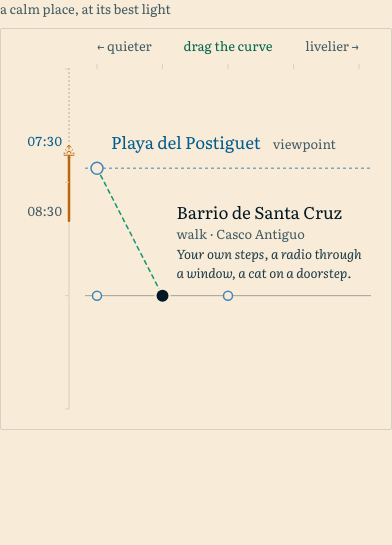 a calm place, at its best light
← quieter drag the curve livelier →
07:30 Playa del Postiguet viewpoint
08:30 Barrio de Santa Cruz
walk · Casco Antiguo
Your own steps, a radio through
a window, a cat on a doorstep.